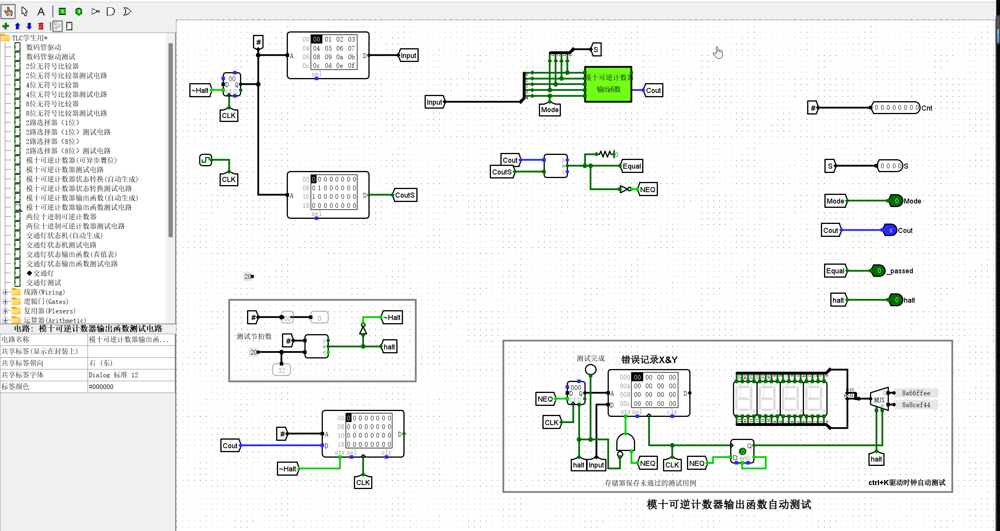 TLC学生用*
数码管驱动
数码管驱动测试
2位无符号比较器
2位无符号比较器测试电路
4位无符号比较器
4位无符号比较器测试电路
8位无符号比较器
8位无符号比较器测试电路
2路选择器（1位）
2路选择器（1位）测试电路
2路选择器（8位）
2路选择器（8位）测试电路
模十可逆计数器(可异步置位)
模十可逆计数器测试电路
模十可逆计数器状态转换(自动生成)
模十可逆计数器状态转换测试电路
模十可逆计数器输出函数(自动生成)
模十可逆计数器输出函数测试电路
两位十进制可逆计数器
两位十进制可逆计数器测试电路
交通灯状态机(自动生成)
交通灯状态机测试电路
交通灯状态输出函数(真值表)
交通灯状态输出函数测试电路
◆交通灯
交通灯测试
线路(Wiring)
逻辑门(Gates)
复用器(Plexers)
运算器(Arithmetic)
电路: 模十可逆计数器输出函数测试电路
电路名称 模十可逆计数器输出函...
共享标签(显示在封装上)
共享标签朝向 右 (东)
共享标签字体 Dialog 标准 12
标签颜色 #000000
#
00 00 01 02 03
04 04 05 06 07
08 08 09 0a 0b
0c 0c 0d 0e 0f
A D sel
Input
~Halt
00
D Q
ct 0
CLK
CLK
00 0 0 0 0 0 0 0 0
08 0 1 0 0 0 0 0 0
10 1 0 0 0 0 0 0 0
18 0 0 0 0 0 0 0 0
A D sel
CoutS
S
Input
Mode
模十可逆计数器
输出函数
Cout
Cout
CoutS
> = <
0
Equal
NEQ
# 0 0 0 0 0 0 0 0 Cnt
S 0 0 0 0 S
Mode 0 Mode
Cout x Cout
Equal 0 _passed
halt 0 halt
20
# 00 0
~Halt
测试节拍数
#
20
> = <
halt
32
#
Cout
00 0 0 0 0 0 0 0 0
08 0 0 0 0 0 0 0 0
10 0 0 0 0 0 0 0 0
18 0 0 0 0 0 0 0 0
A D D
str sel clr
~Halt
CLK
测试完成
错误记录X&Y
000
D Q
ct 0
NEQ
CLK
000 00 00 00 00
004 00 00 00 00
008 00 00 00 00
00c 00 00 00 00
A D D
str sel clr
halt
Input
NEQ
CLK
NEQ
Q
0
D en 0
0-15
16-31
MUX
0
8a66ffee
8a8cef44
halt
存储器保存未通过的测试用例
ctrl+K驱动时钟自动测试
模十可逆计数器输出函数自动测试